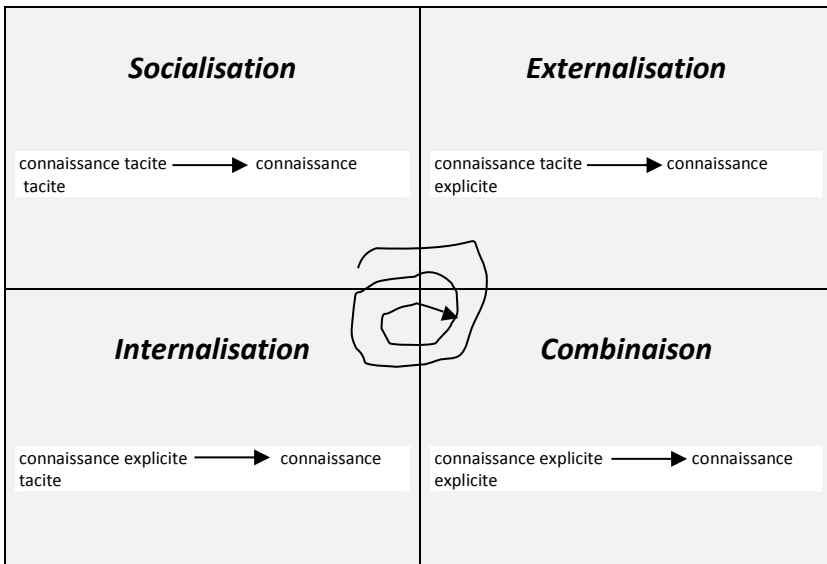 Socialisation
connaissance tacite connaissance
tacite
Externalisation
connaissance tacite connaissance
explicite
Internalisation
connaissance explicite connaissance
tacite
Combinaison
connaissance explicite connaissance
explicite